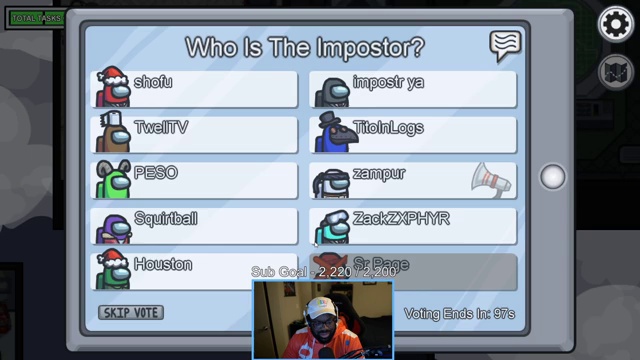 TOTAL TASKS
Who Is The Impostor?
shofu
impostr ya
TwellTV
TitoInLogs
PESO
zampur
Squirtball
ZackZXPHYR
Houston
Sr Page
Sub Goal - 2,220 / 2,200
SKIP VOTE
Voting Ends In: 97s